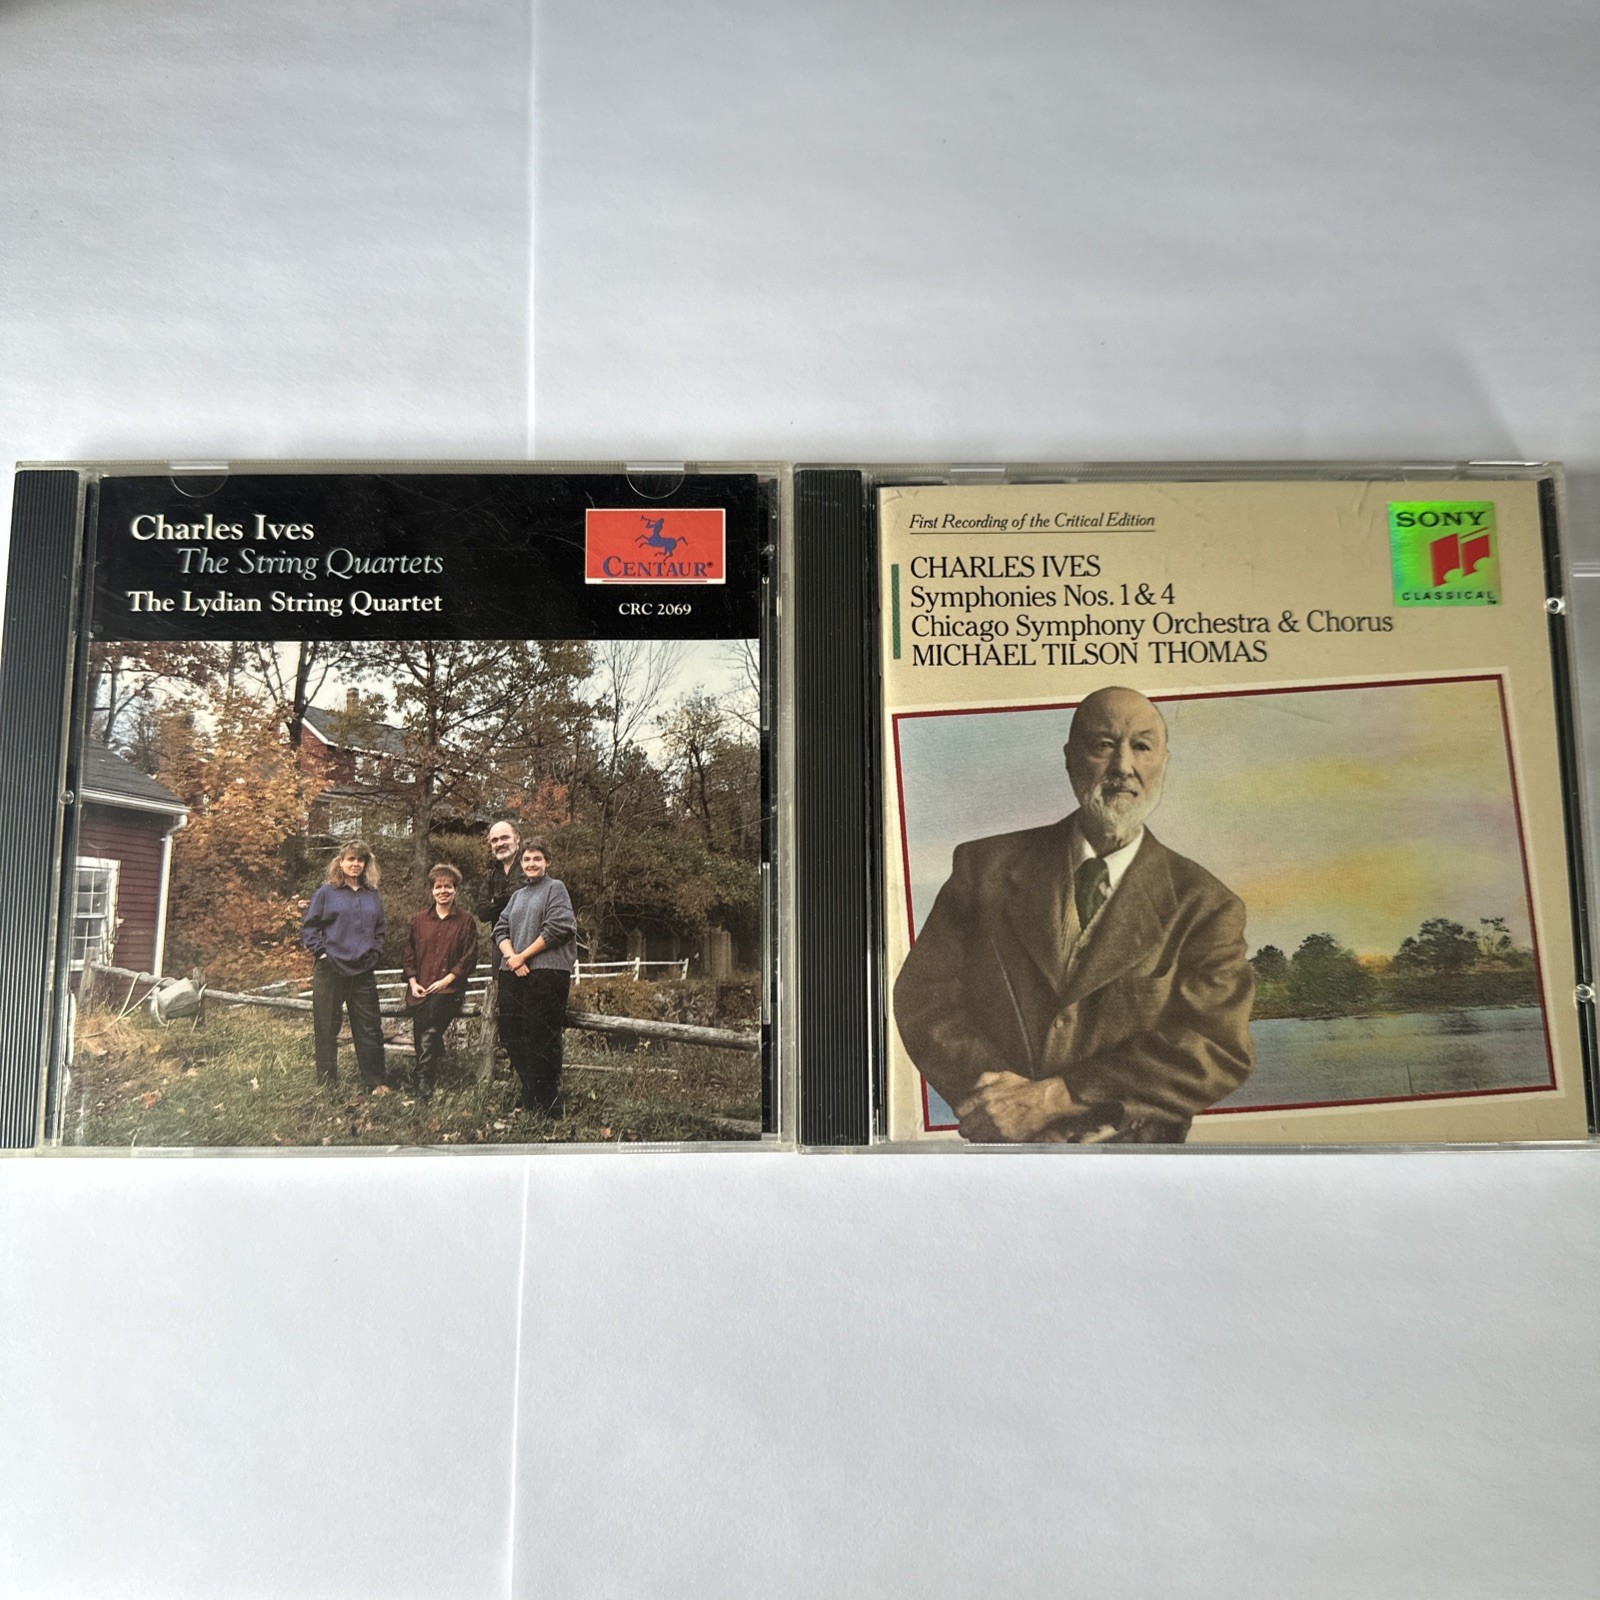 Charles Ives
The String Quartets
The Lydian String Quartet
CENTAUR®
CRC 2069
First Recording of the Critical Edition
CHARLES IVES
Symphonies Nos. 1 & 4
Chicago Symphony Orchestra & Chorus
MICHAEL TILSON THOMAS
SONY
CLASSICAL™